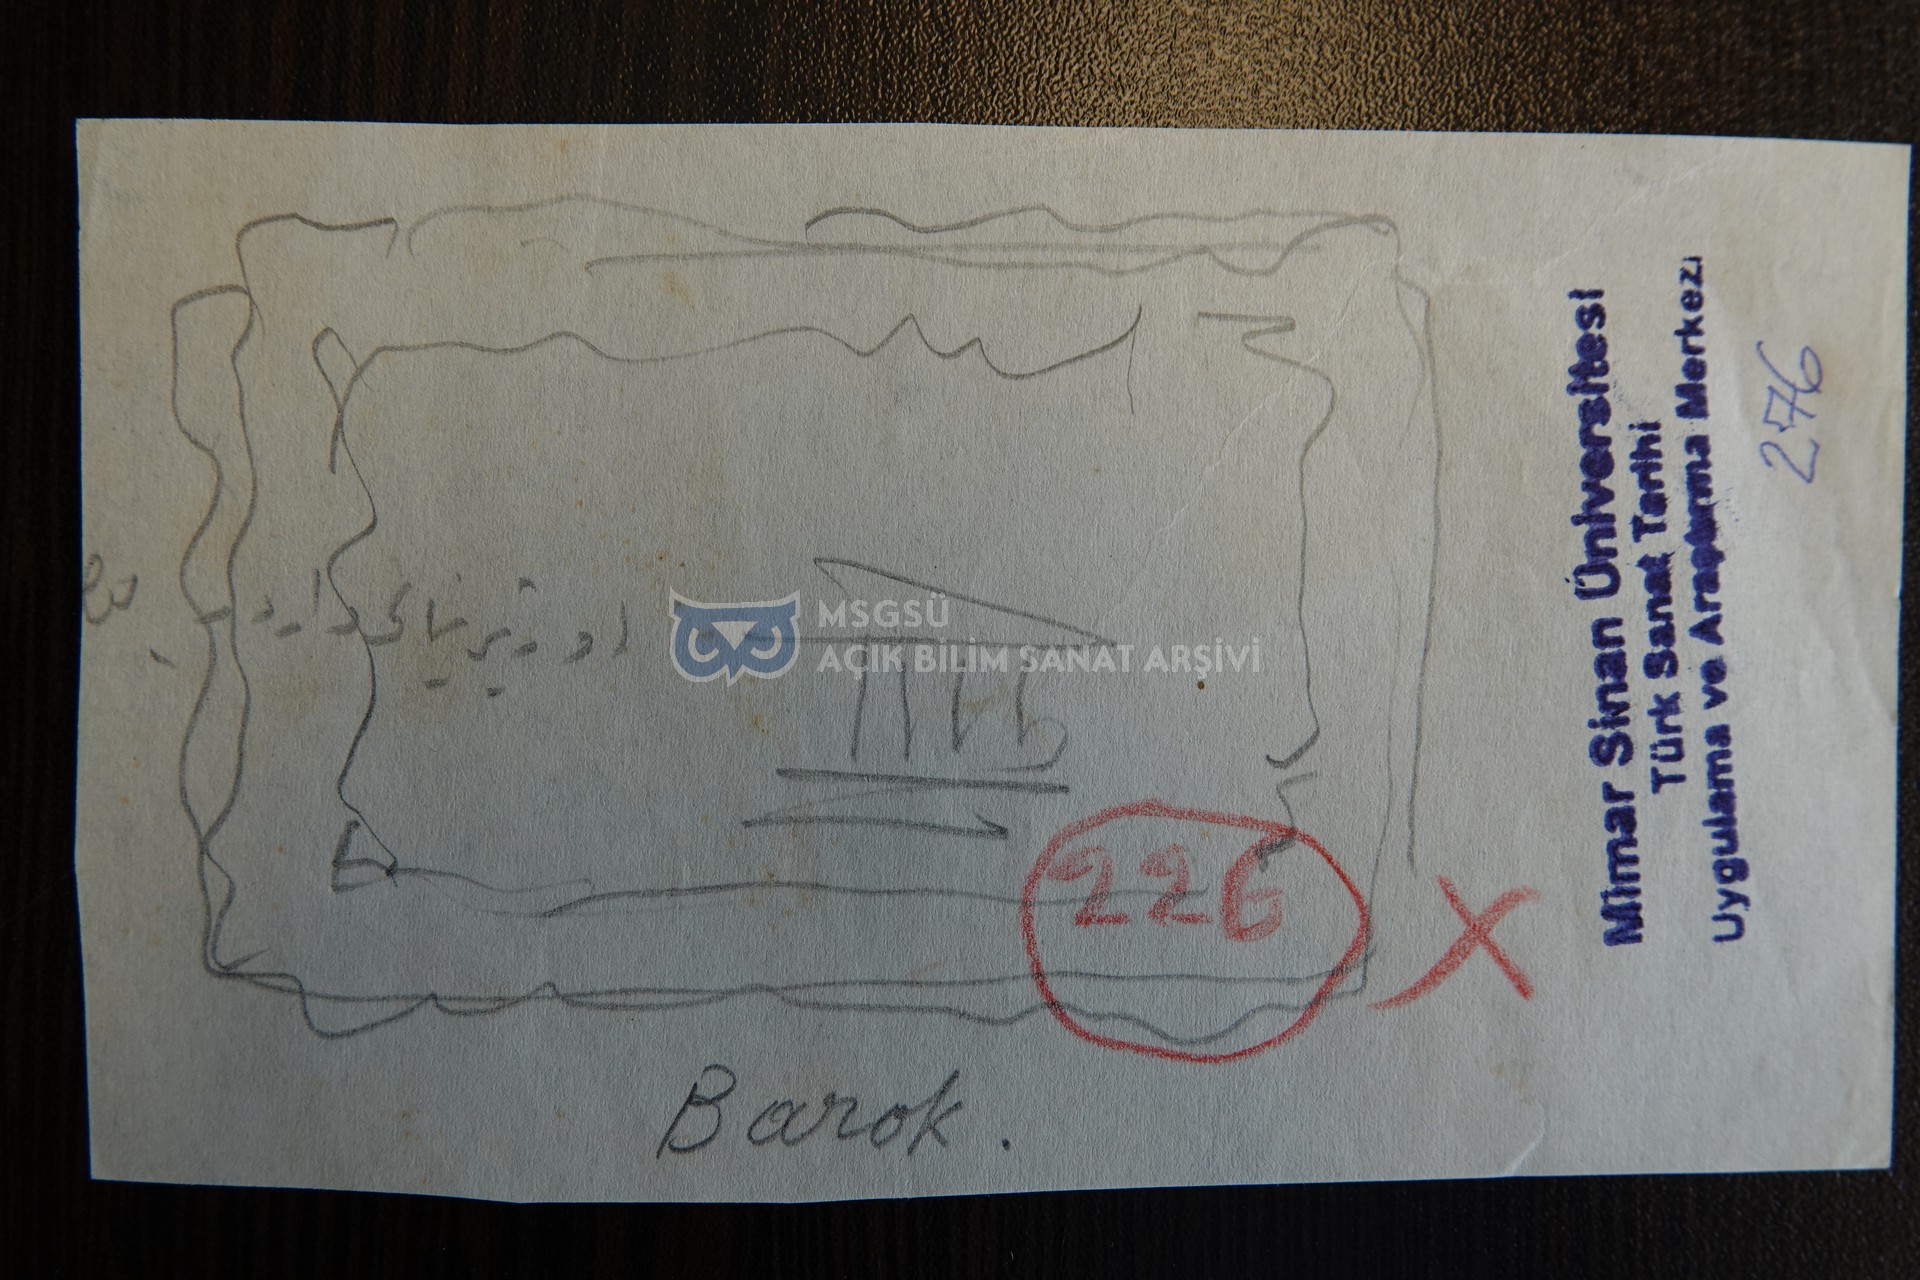 MSGSÜ
AÇIK BİLİM SANAT ARŞİVİ
226
X
Barok.
Mimar Sinan Üniversitesi
Türk Sanat Tarihi
Uygulama ve Araştırma Merkezi
276